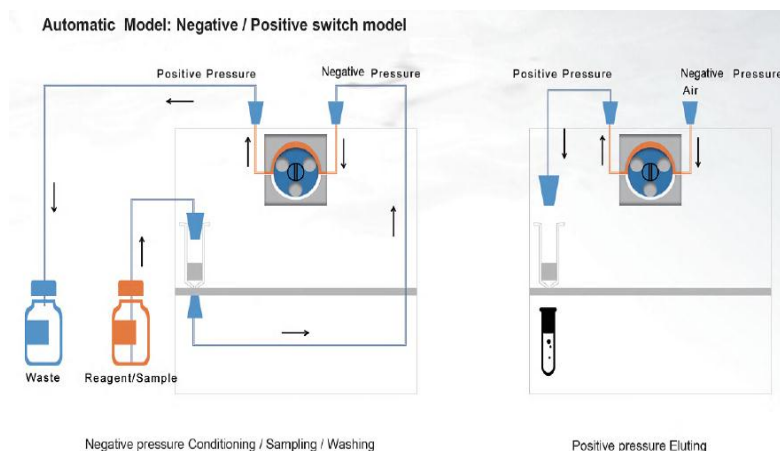 Automatic Model: Negative / Positive switch model
Positive Pressure
Negative Pressure
Waste
Reagent/Sample
Negative pressure Conditioning / Sampling / Washing
Positive Pressure
Negative Pressure
Air
Positive pressure Eluting